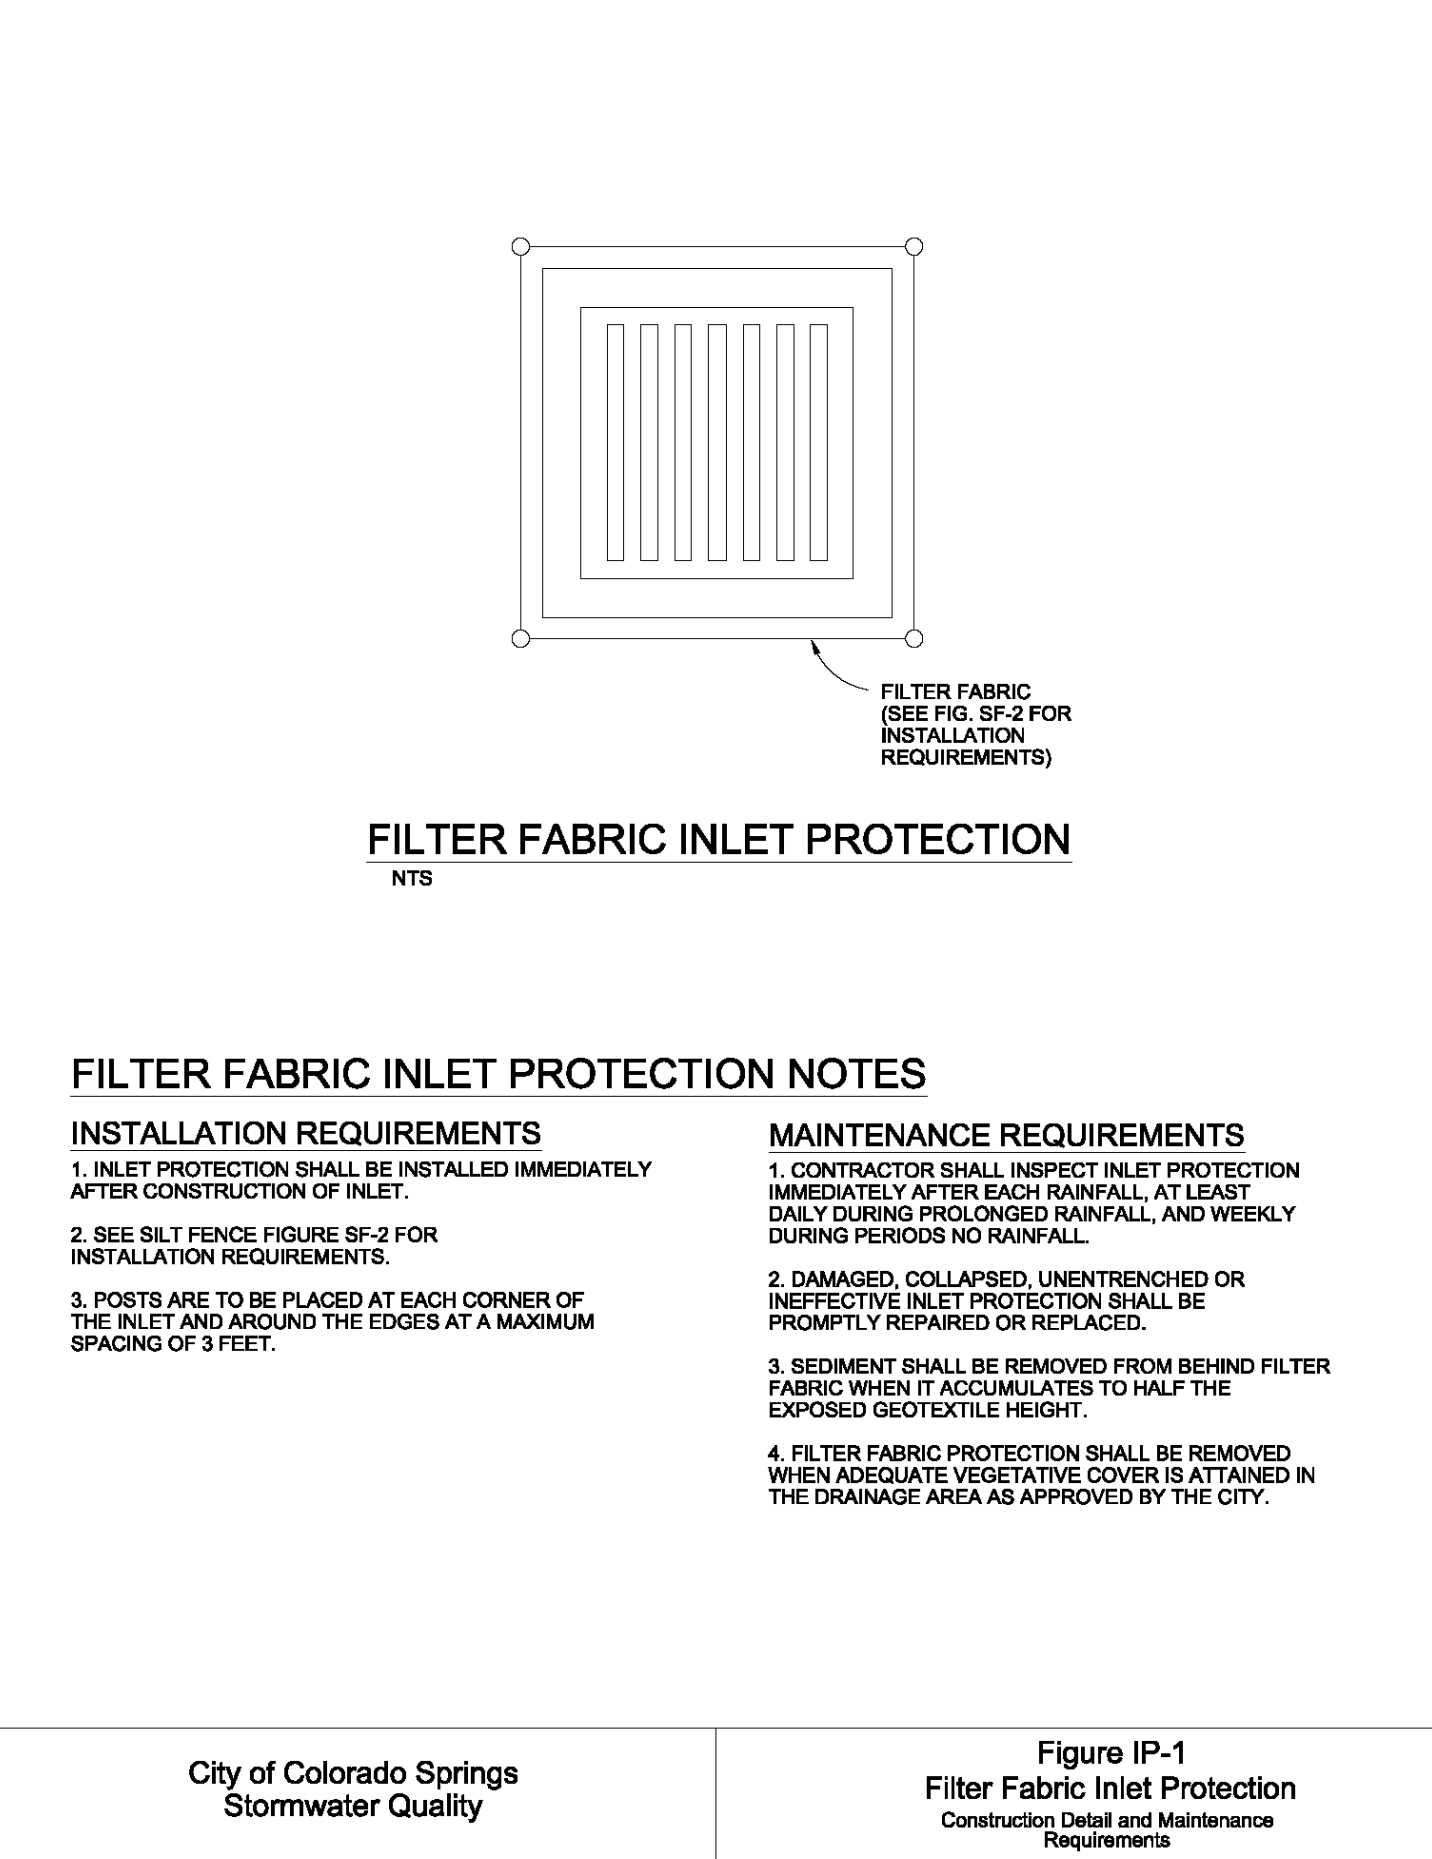 FILTER FABRIC
(SEE FIG. SF-2 FOR
INSTALLATION
REQUIREMENTS)
FILTER FABRIC INLET PROTECTION
NTS
FILTER FABRIC INLET PROTECTION NOTES
INSTALLATION REQUIREMENTS
1. INLET PROTECTION SHALL BE INSTALLED IMMEDIATELY
AFTER CONSTRUCTION OF INLET.
2. SEE SILT FENCE FIGURE SF-2 FOR
INSTALLATION REQUIREMENTS.
3. POSTS ARE TO BE PLACED AT EACH CORNER OF
THE INLET AND AROUND THE EDGES AT A MAXIMUM
SPACING OF 3 FEET.
MAINTENANCE REQUIREMENTS
1. CONTRACTOR SHALL INSPECT INLET PROTECTION
IMMEDIATELY AFTER EACH RAINFALL, AT LEAST
DAILY DURING PROLONGED RAINFALL, AND WEEKLY
DURING PERIODS NO RAINFALL.
2. DAMAGED, COLLAPSED, UNENTRENCHED OR
INEFFECTIVE INLET PROTECTION SHALL BE
PROMPTLY REPAIRED OR REPLACED.
3. SEDIMENT SHALL BE REMOVED FROM BEHIND FILTER
FABRIC WHEN IT ACCUMULATES TO HALF THE
EXPOSED GEOTEXTILE HEIGHT.
4. FILTER FABRIC PROTECTION SHALL BE REMOVED
WHEN ADEQUATE VEGETATIVE COVER IS ATTAINED IN
THE DRAINAGE AREA AS APPROVED BY THE CITY.
City of Colorado Springs
Stormwater Quality
Figure IP-1
Filter Fabric Inlet Protection
Construction Detail and Maintenance
Requirements